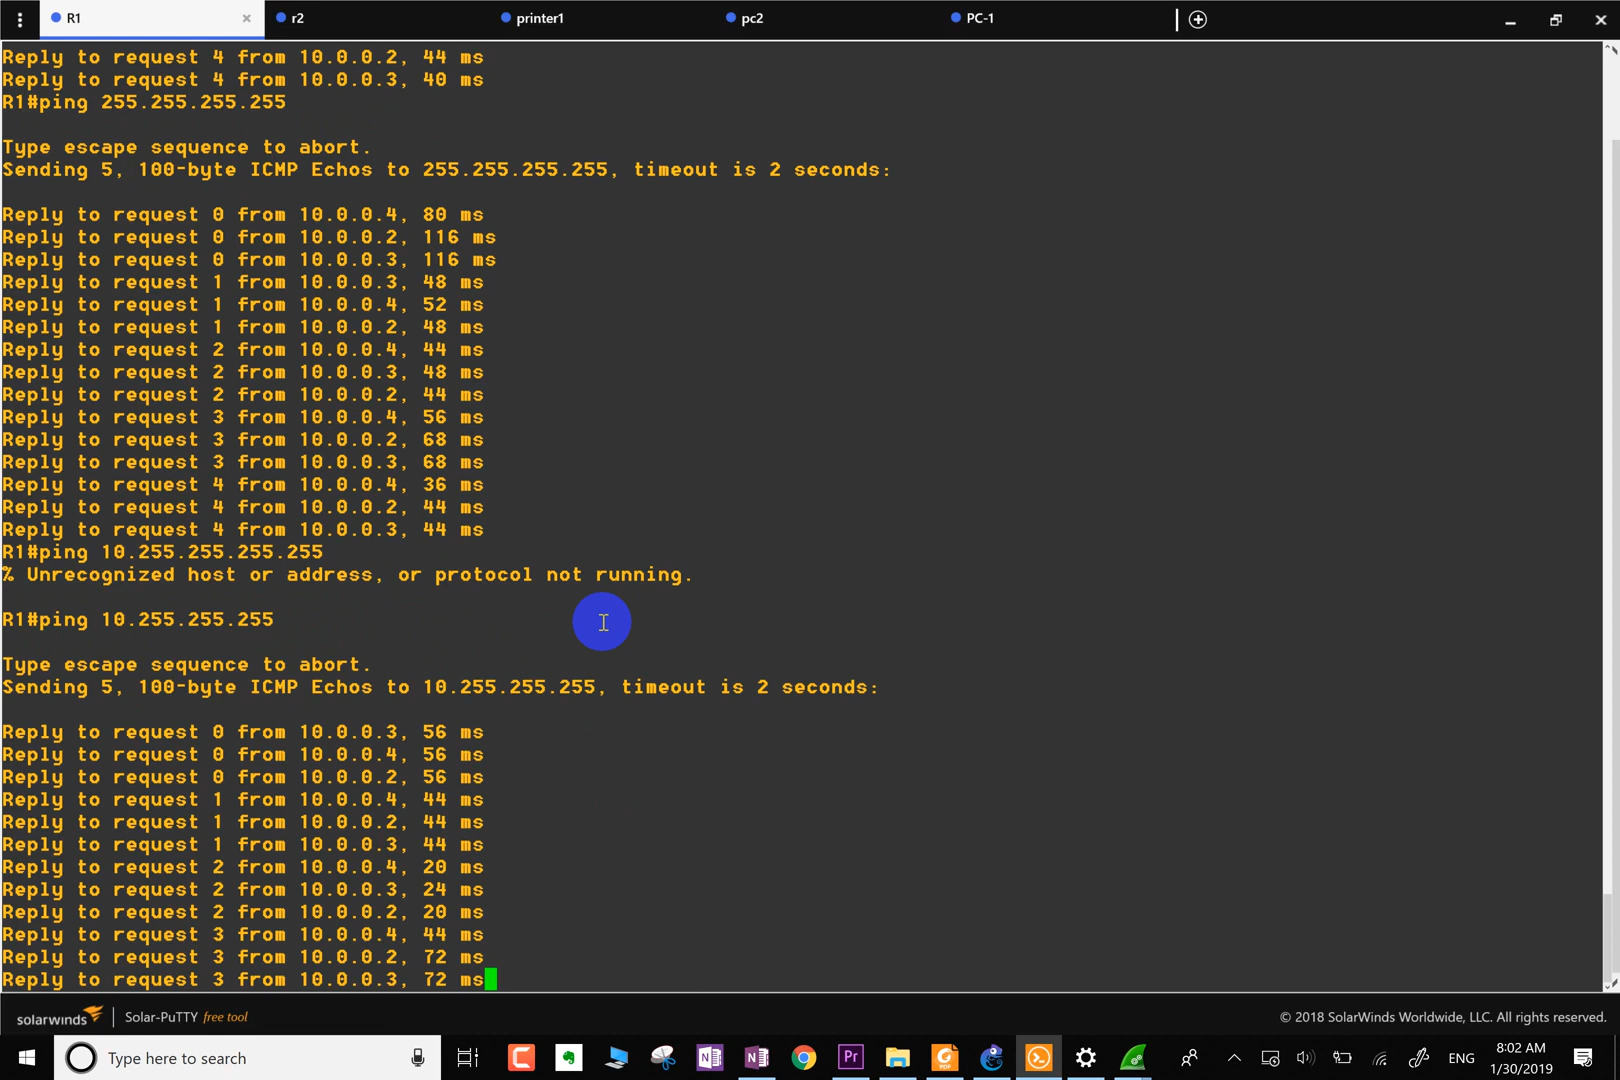 R1
r2
printer1
pc2
PC-1
Reply to request 4 from 10.0.0.2, 44 ms
Reply to request 4 from 10.0.0.3, 40 ms
R1#ping 255.255.255.255
Type escape sequence to abort.
Sending 5, 100-byte ICMP Echos to 255.255.255.255, timeout is 2 seconds:
Reply to request 0 from 10.0.0.4, 80 ms
Reply to request 0 from 10.0.0.2, 116 ms
Reply to request 0 from 10.0.0.3, 116 ms
Reply to request 1 from 10.0.0.3, 48 ms
Reply to request 1 from 10.0.0.4, 52 ms
Reply to request 1 from 10.0.0.2, 48 ms
Reply to request 2 from 10.0.0.4, 44 ms
Reply to request 2 from 10.0.0.3, 48 ms
Reply to request 2 from 10.0.0.2, 44 ms
Reply to request 3 from 10.0.0.4, 56 ms
Reply to request 3 from 10.0.0.2, 68 ms
Reply to request 3 from 10.0.0.3, 68 ms
Reply to request 4 from 10.0.0.4, 36 ms
Reply to request 4 from 10.0.0.2, 44 ms
Reply to request 4 from 10.0.0.3, 44 ms
R1#ping 10.255.255.255.255
% Unrecognized host or address, or protocol not running.
R1#ping 10.255.255.255
Type escape sequence to abort.
Sending 5, 100-byte ICMP Echos to 10.255.255.255, timeout is 2 seconds:
Reply to request 0 from 10.0.0.3, 56 ms
Reply to request 0 from 10.0.0.4, 56 ms
Reply to request 0 from 10.0.0.2, 56 ms
Reply to request 1 from 10.0.0.4, 44 ms
Reply to request 1 from 10.0.0.2, 44 ms
Reply to request 1 from 10.0.0.3, 44 ms
Reply to request 2 from 10.0.0.4, 20 ms
Reply to request 2 from 10.0.0.3, 24 ms
Reply to request 2 from 10.0.0.2, 20 ms
Reply to request 3 from 10.0.0.4, 44 ms
Reply to request 3 from 10.0.0.2, 72 ms
Reply to request 3 from 10.0.0.3, 72 ms
solarwinds Solar-PuTTY free tool
© 2018 SolarWinds Worldwide, LLC. All rights reserved.
Type here to search
Pr
PDF
ENG
8:02 AM
1/30/2019